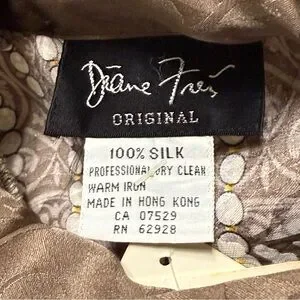 Diane Freis
ORIGINAL
100% SILK
PROFESSIONAL DRY CLEAN
WARM IRON
MADE IN HONG KONG
CA 07529
RN 62928